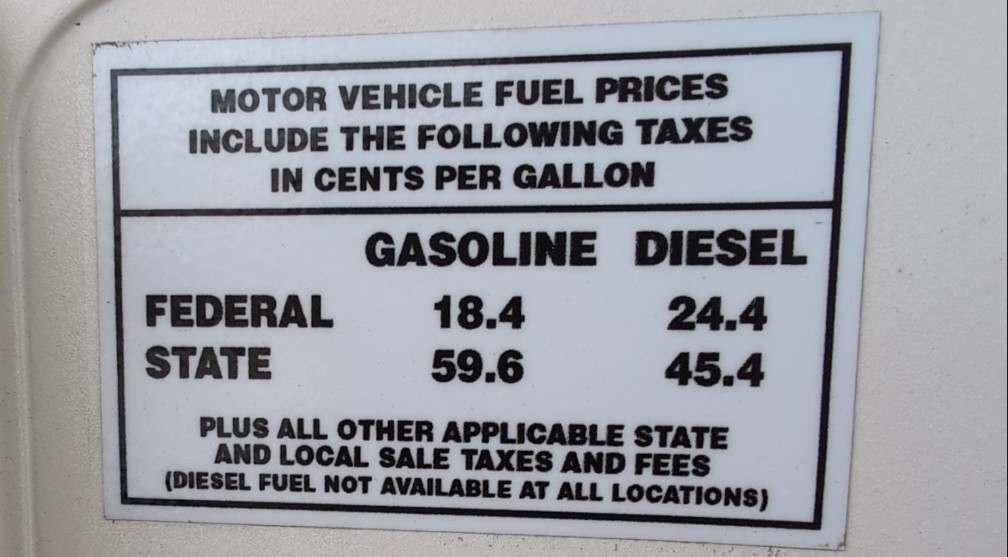 MOTOR VEHICLE FUEL PRICES
INCLUDE THE FOLLOWING TAXES
IN CENTS PER GALLON
GASOLINE DIESEL
FEDERAL 18.4 24.4
STATE 59.6 45.4
PLUS ALL OTHER APPLICABLE STATE
AND LOCAL SALE TAXES AND FEES
(DIESEL FUEL NOT AVAILABLE AT ALL LOCATIONS)